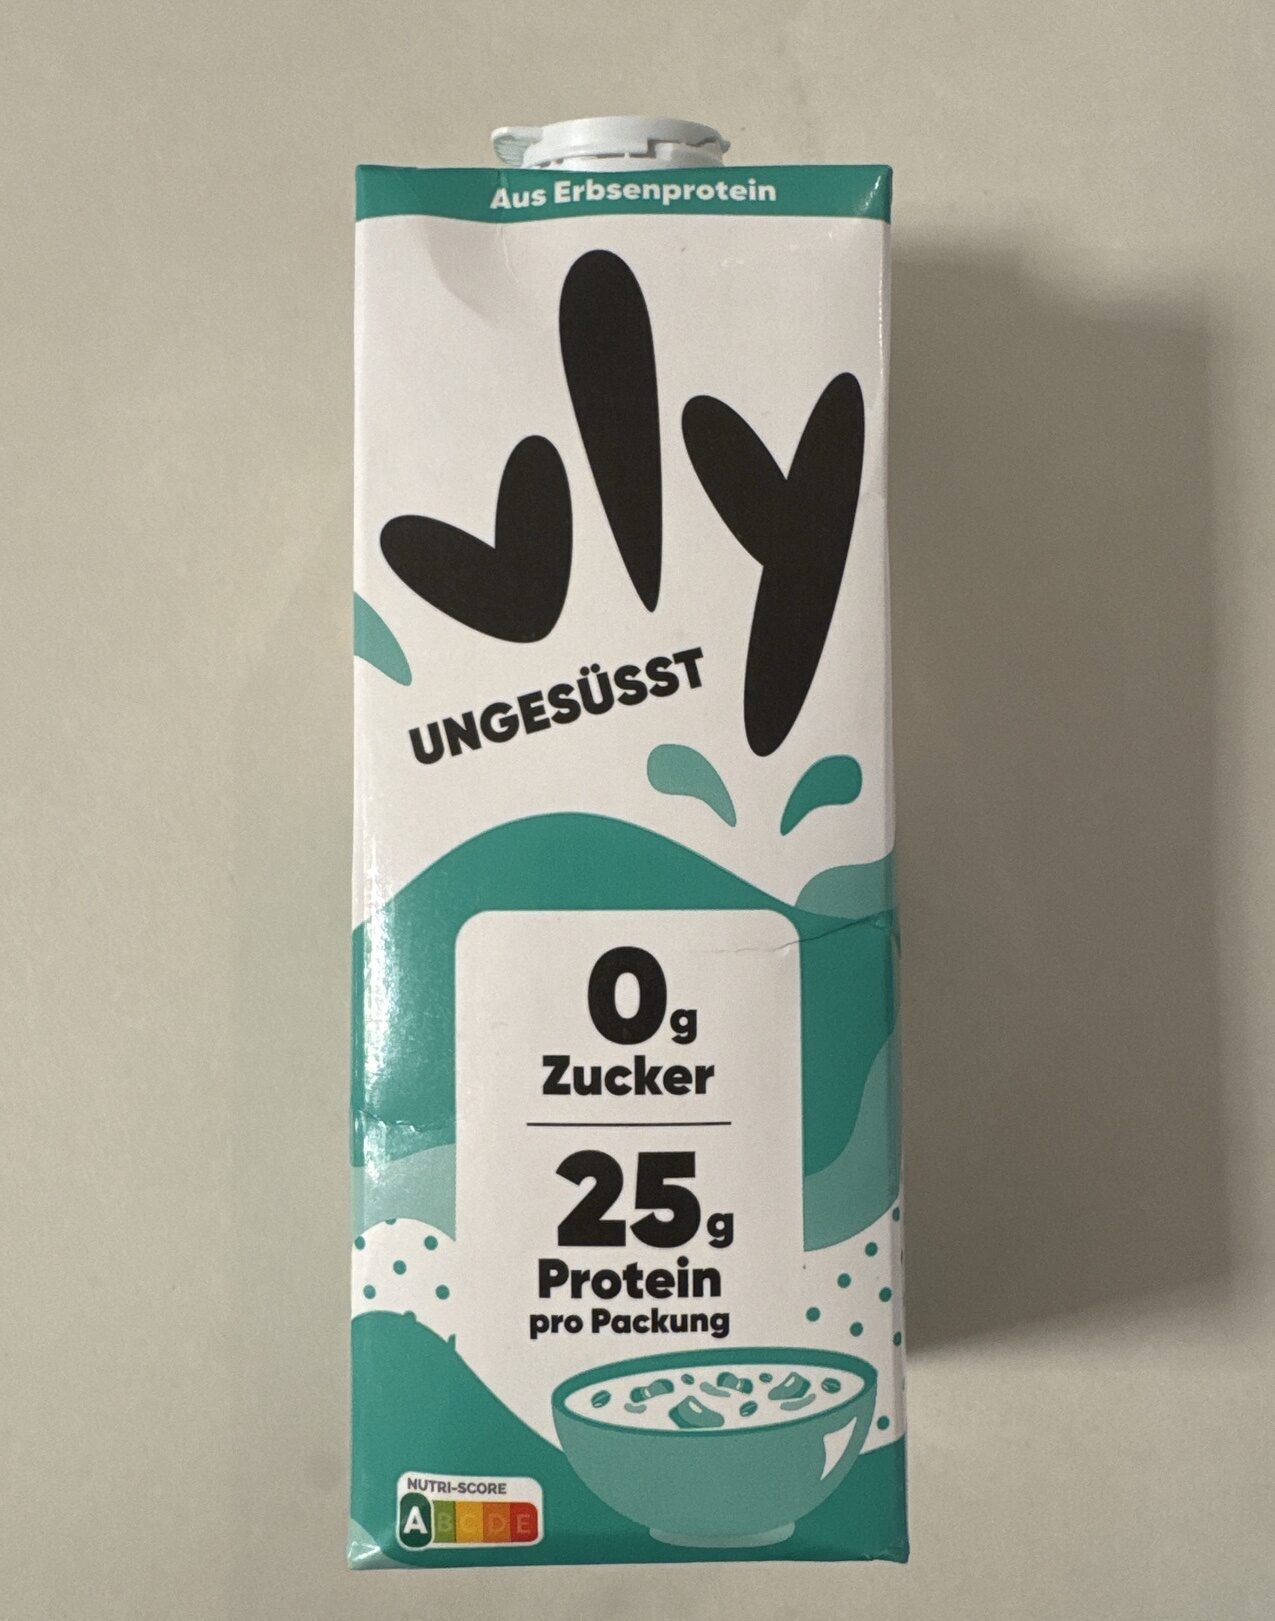 Aus Erbsenprotein
vly
UNGESÜSST
0g
Zucker
25g
Protein
pro Packung
NUTRI-SCORE
A B C D E